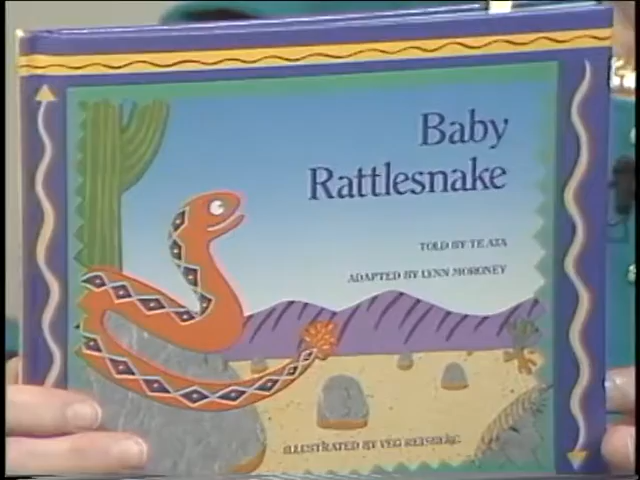 Baby
Rattlesnake
TOLD BY TE ATA
ADAPTED BY LYNN MORONEY
ILLUSTRATED BY VEG REISBERG